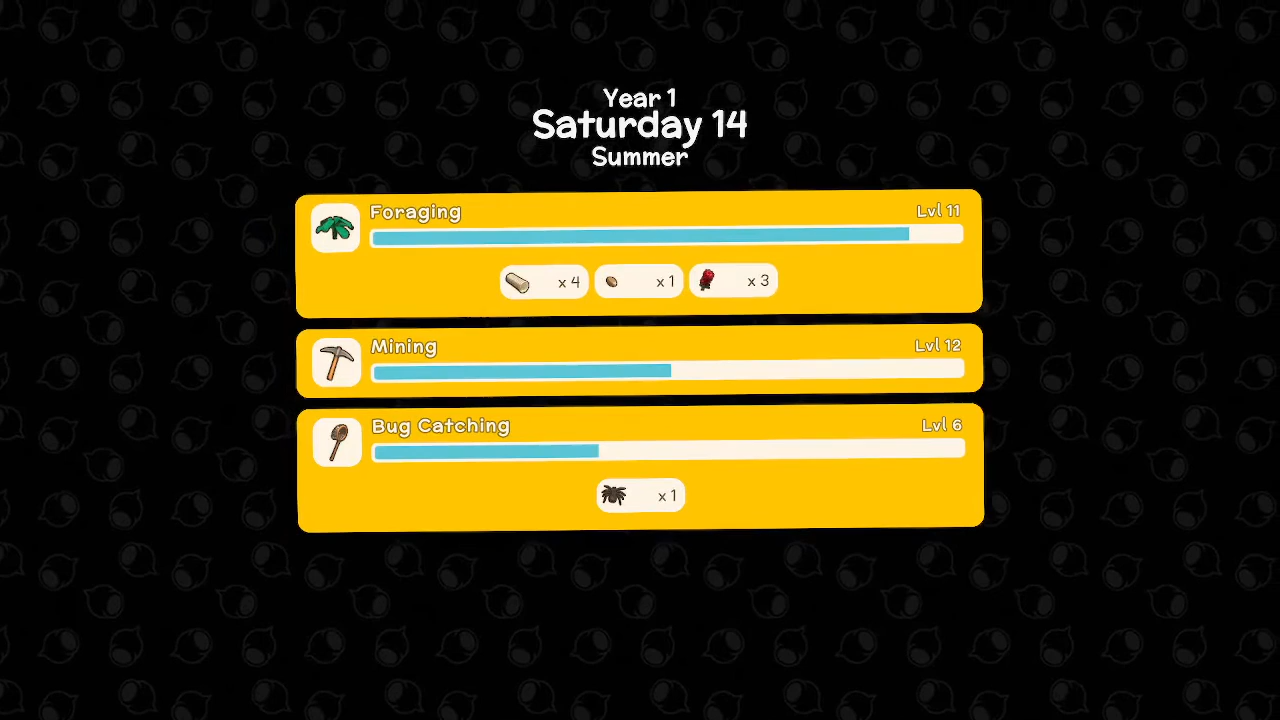 Year 1
Saturday 14
Summer
Foraging
Lvl 11
x 4
x 1
x 3
Mining
Lvl 12
Bug Catching
Lvl 6
x 1